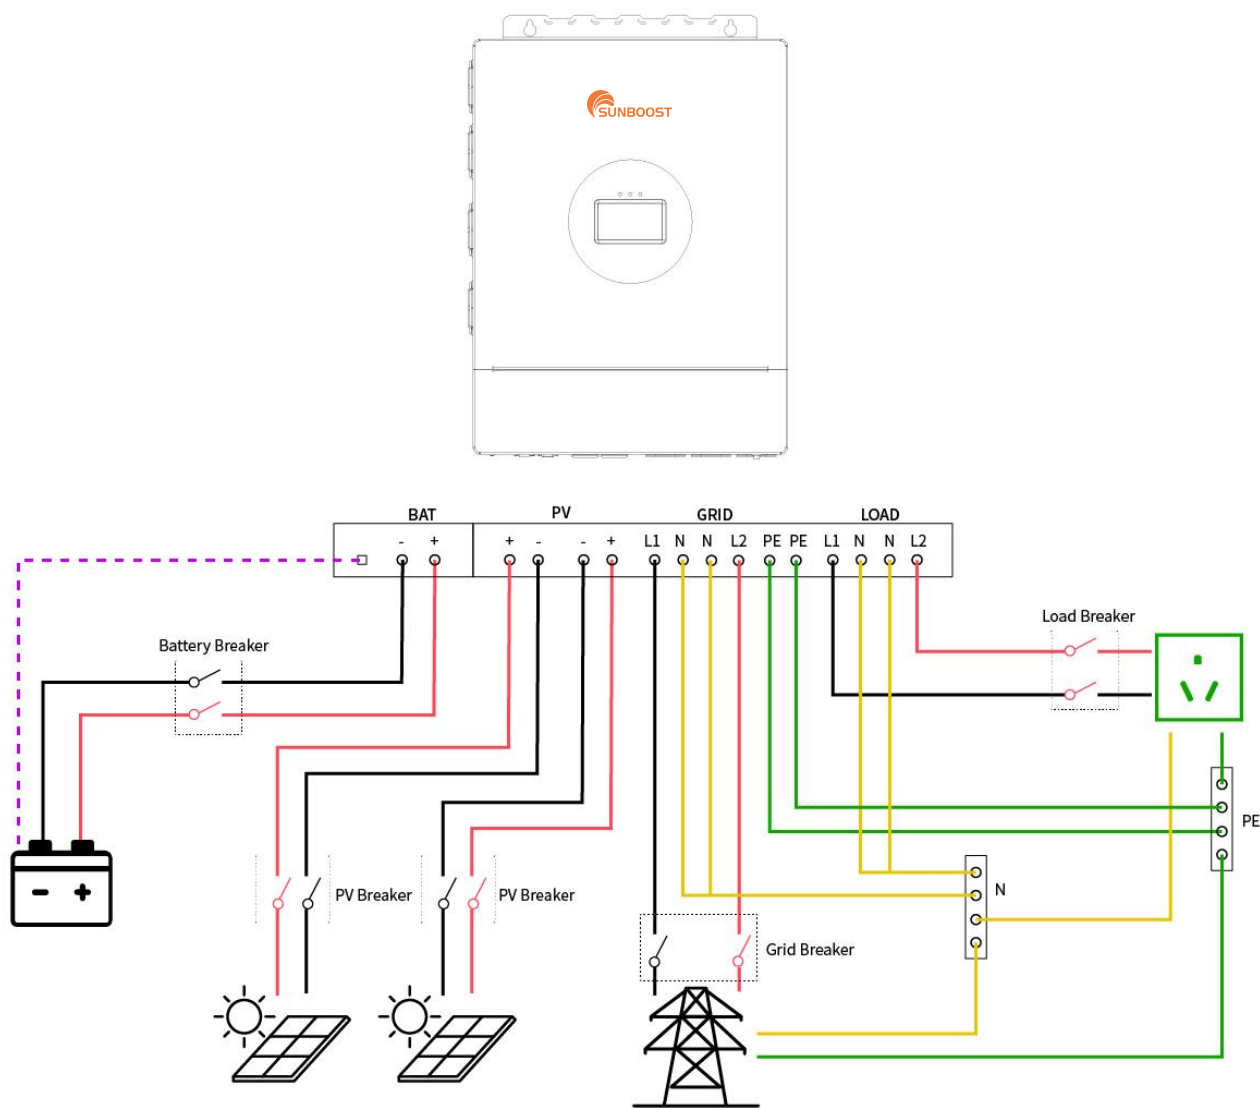 SUNBOOST
BAT PV GRID LOAD
- + + - - + L1 N N L2 PE PE L1 N N L2
Load Breaker
Battery Breaker
PE
- +
PV Breaker PV Breaker
N
Grid Breaker